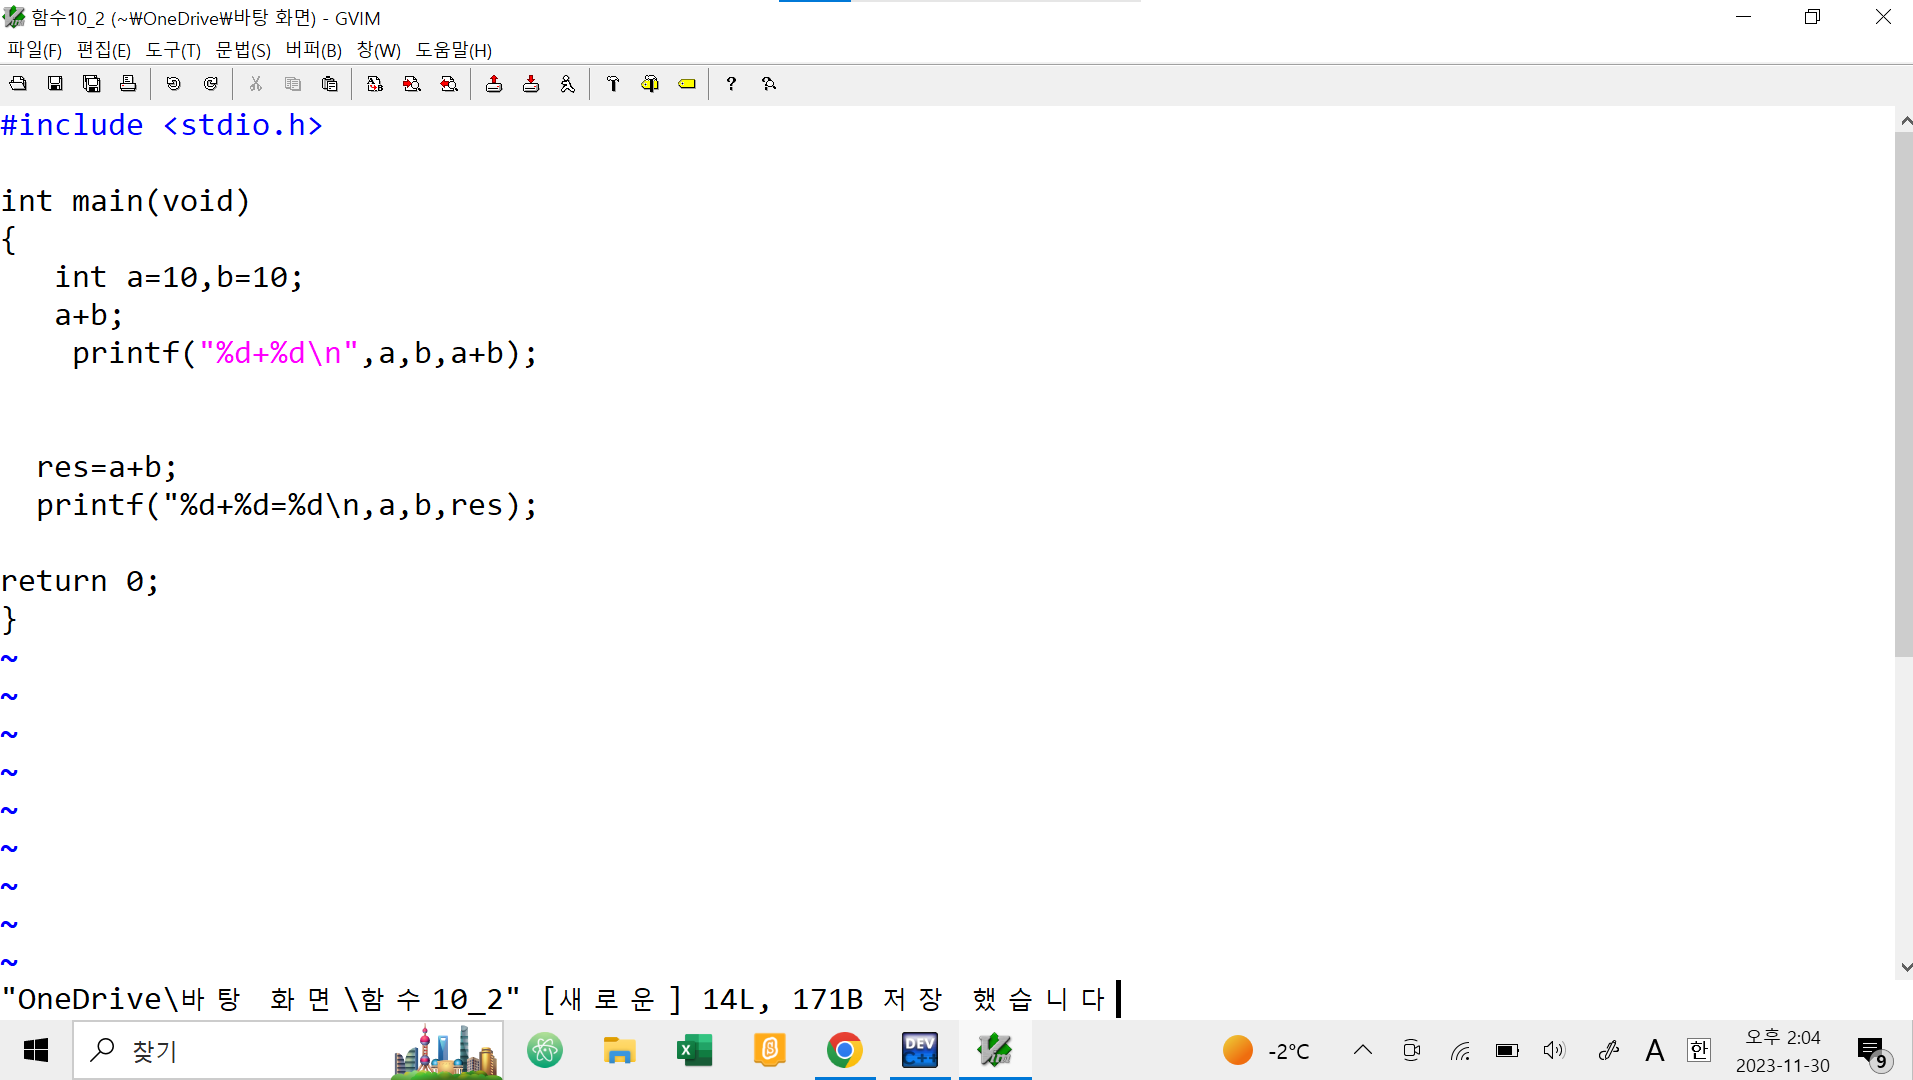 함수10_2 (~₩OneDrive₩바탕 화면) - GVIM
파일(F) 편집(E) 도구(T) 문법(S) 버퍼(B) 창(W) 도움말(H)
#include <stdio.h>
int main(void)
{
   int a=10,b=10;
   a+b;
    printf("%d+%d\n",a,b,a+b);
  res=a+b;
  printf("%d+%d=%d\n,a,b,res);
return 0;
}
~
~
~
~
~
~
~
~
~
"OneDrive\바탕 화면\함수10_2" [새로운] 14L, 171B 저장 했습니다
찾기
DEV C++
-2°C
A
한
오후 2:04
2023-11-30
9